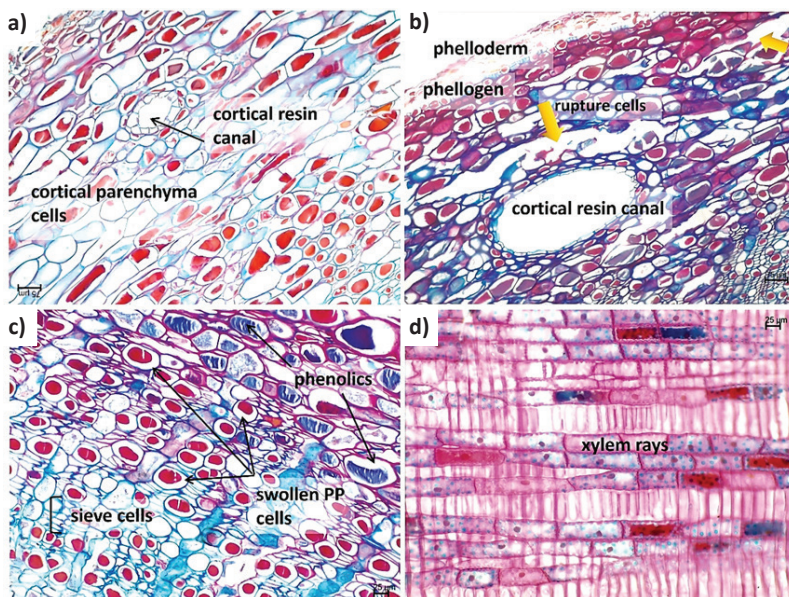 a)
cortical resin
canal
cortical parenchyma
cells
b)
phelloderm
phellogen
rupture cells
cortical resin canal
c)
phenolics
swollen PP
cells
sieve cells
d)
25 µm
xylem rays